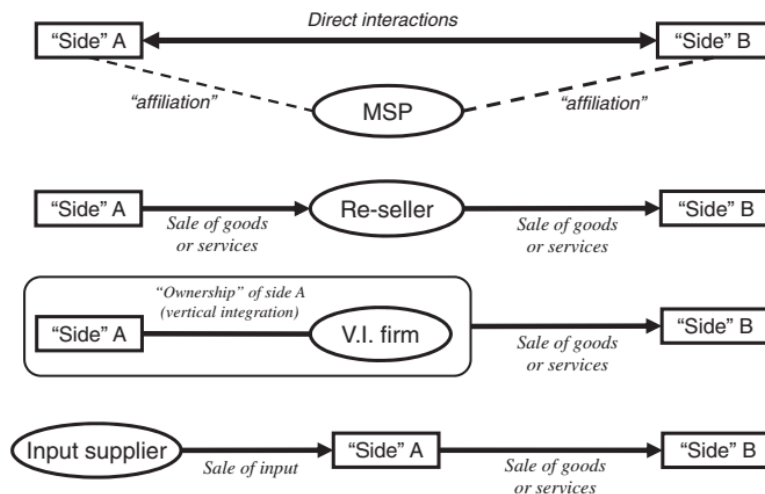 Direct interactions
“Side” A
“Side” B
“affiliation”
MSP
“affiliation”
“Side” A
Sale of goods
or services
Re-seller
Sale of goods
or services
“Side” B
“Ownership” of side A
(vertical integration)
“Side” A
V.I. firm
Sale of goods
or services
“Side” B
Input supplier
Sale of input
“Side” A
Sale of goods
or services
“Side” B